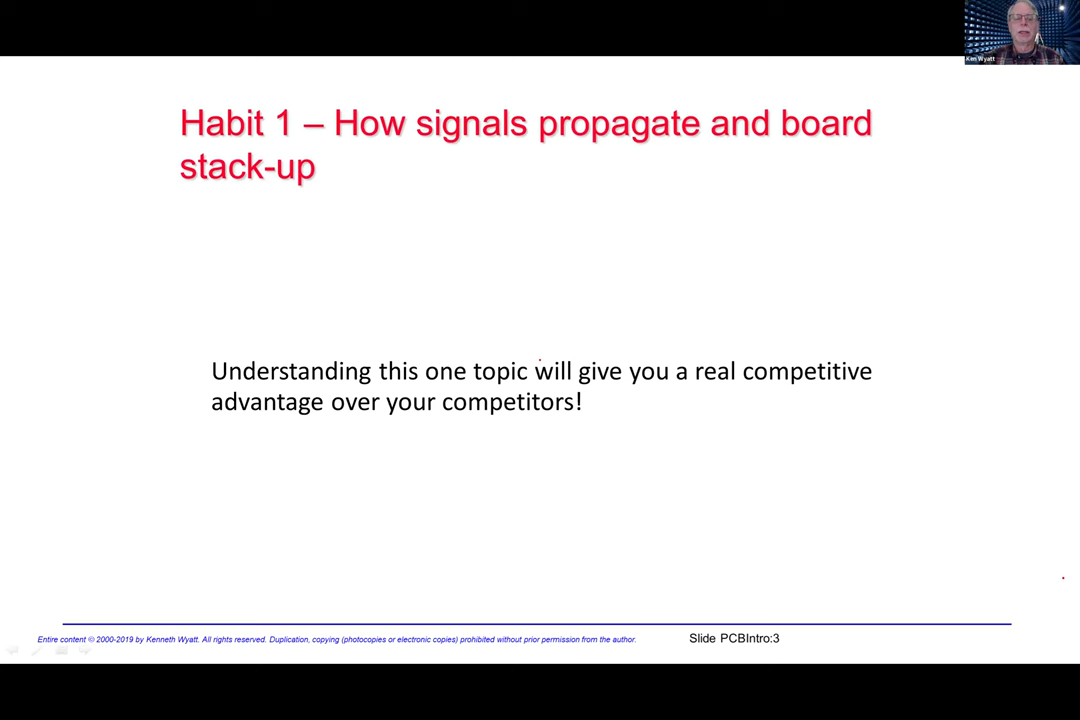 Ken Wyatt
Habit 1 – How signals propagate and board
stack-up
Understanding this one topic will give you a real competitive
advantage over your competitors!
Entire content © 2000-2019 by Kenneth Wyatt. All rights reserved. Duplication, copying (photocopies or electronic copies) prohibited without prior permission from the author.
Slide PCBIntro:3